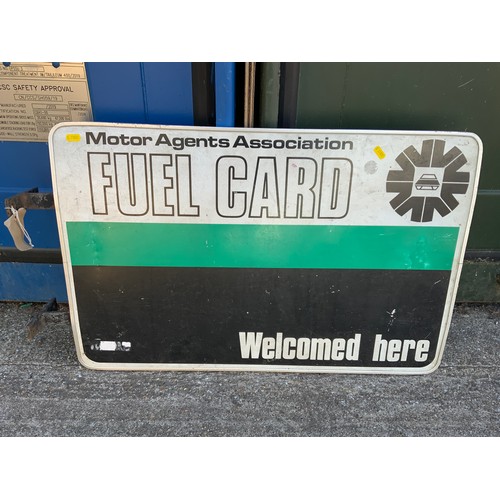 CSC SAFETY APPROVAL
Motor Agents Association
FUEL CARD
Welcomed here